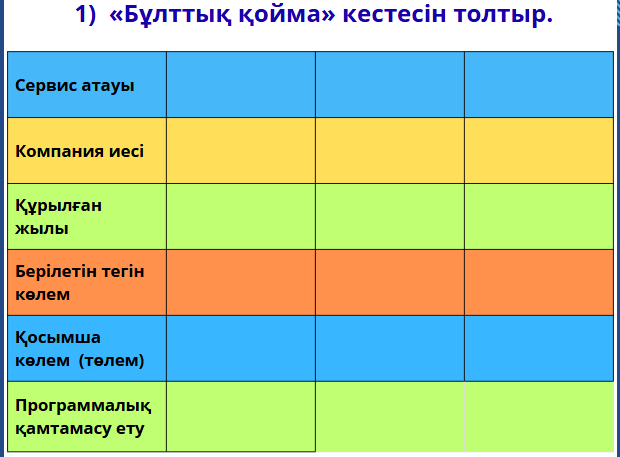 1) «Бұлттық қойма» кестесін толтыр.
Сервис атауы
Компания иесі
Құрылған
жылы
Берілетін тегін
көлем
Қосымша
көлем (төлем)
Программалық
қамтамасу ету